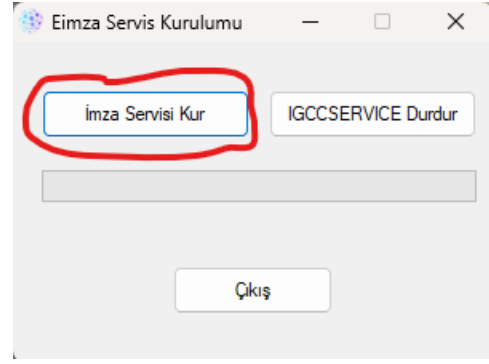 Eimza Servis Kurulumu
İmza Servisi Kur
IGCCSERVICE Durdur
Çıkış